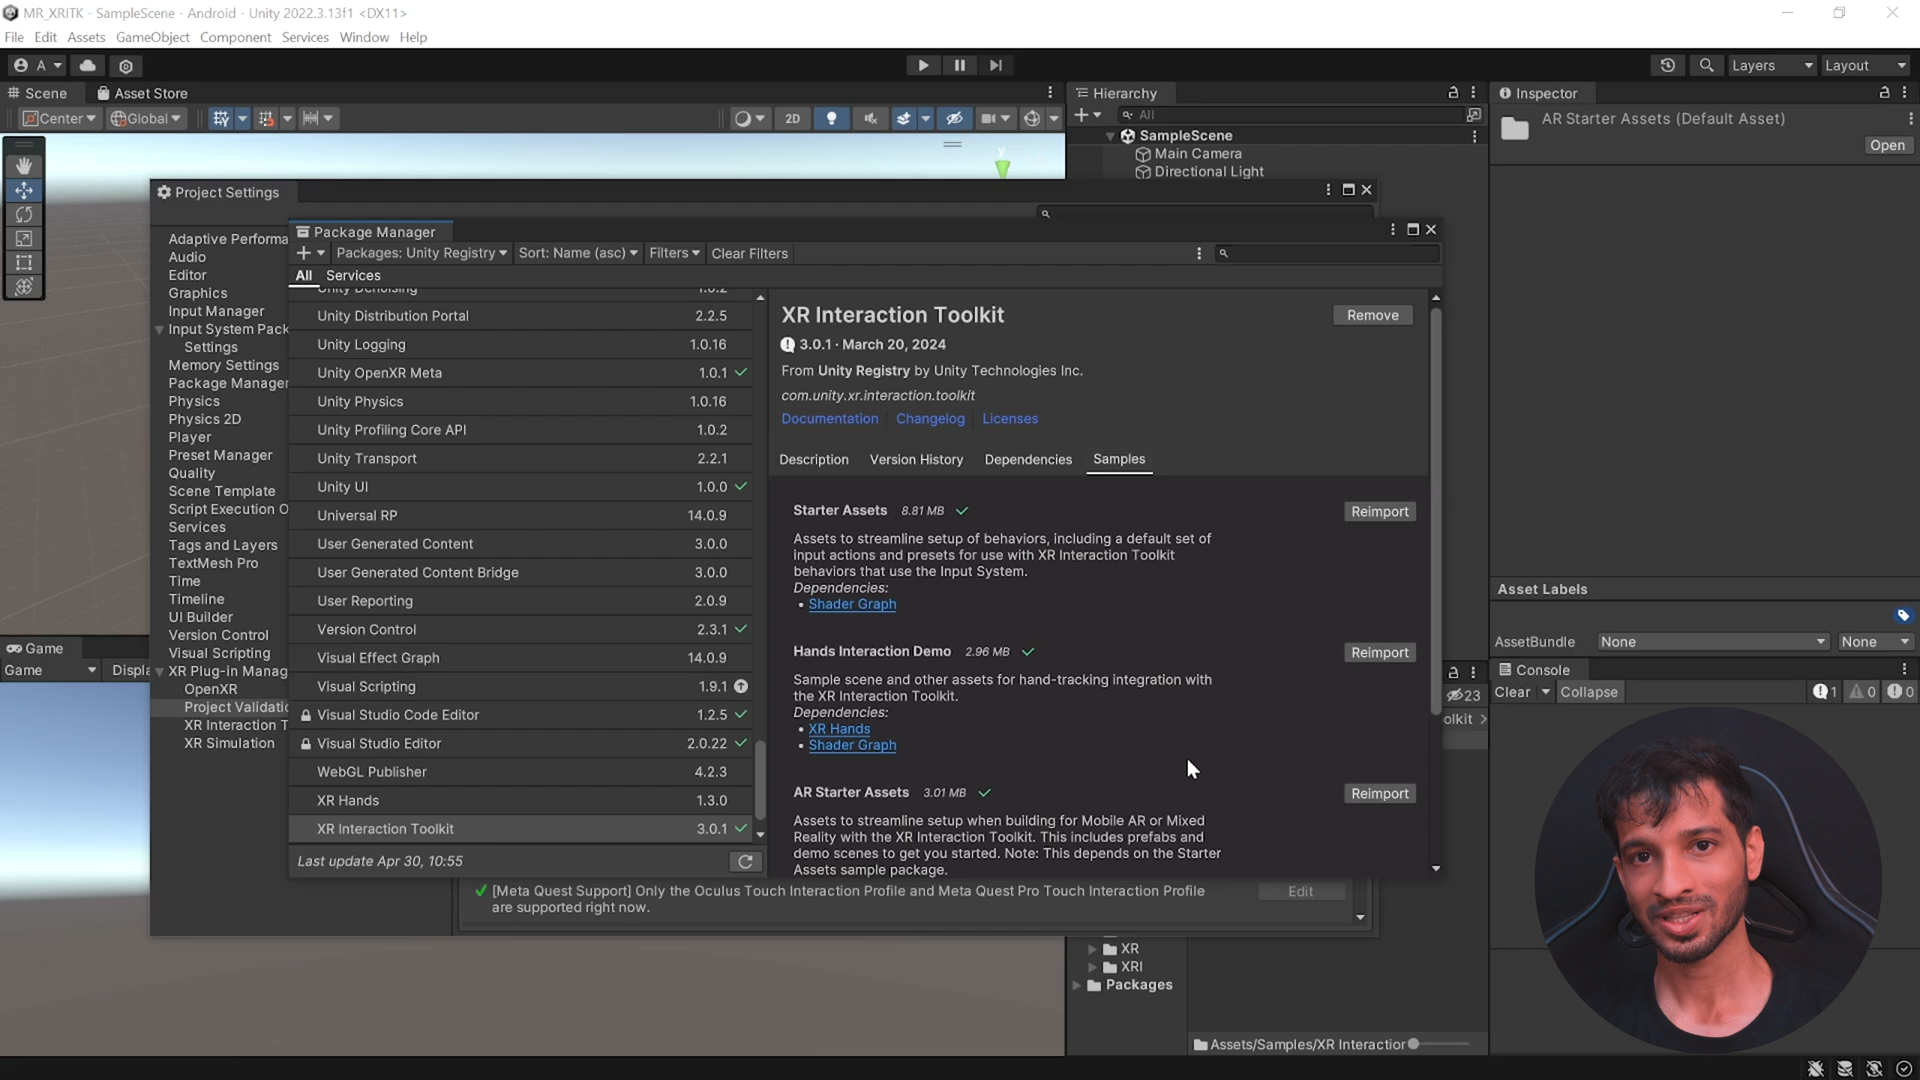 MR_XRITK - SampleScene - Android - Unity 2022.3.13f1 <DX11>
File Edit Assets GameObject Component Services Window Help
A
Layers
Layout
Scene
Asset Store
Center
Global
2D
Hierarchy
All
SampleScene
Main Camera
Directional Light
Inspector
AR Starter Assets (Default Asset)
Open
Project Settings
Adaptive Performa
Audio
Editor
Graphics
Input Manager
Input System Pack
Settings
Memory Settings
Package Manager
Physics
Physics 2D
Player
Preset Manager
Quality
Scene Template
Script Execution O
Services
Tags and Layers
TextMesh Pro
Time
Timeline
UI Builder
Version Control
Visual Scripting
XR Plug-in Manag
OpenXR
Project Validatio
XR Interaction T
XR Simulation
Package Manager
Packages: Unity Registry
Sort: Name (asc)
Filters
Clear Filters
All Services
Unity Denoising 1.0.2
Unity Distribution Portal 2.2.5
Unity Logging 1.0.16
Unity OpenXR Meta 1.0.1
Unity Physics 1.0.16
Unity Profiling Core API 1.0.2
Unity Transport 2.2.1
Unity UI 1.0.0
Universal RP 14.0.9
User Generated Content 3.0.0
User Generated Content Bridge 3.0.0
User Reporting 2.0.9
Version Control 2.3.1
Visual Effect Graph 14.0.9
Visual Scripting 1.9.1
Visual Studio Code Editor 1.2.5
Visual Studio Editor 2.0.22
WebGL Publisher 4.2.3
XR Hands 1.3.0
XR Interaction Toolkit 3.0.1
Last update Apr 30, 10:55
XR Interaction Toolkit
Remove
3.0.1 · March 20, 2024
From Unity Registry by Unity Technologies Inc.
com.unity.xr.interaction.toolkit
Documentation Changelog Licenses
Description Version History Dependencies Samples
Starter Assets 8.81 MB
Reimport
Assets to streamline setup of behaviors, including a default set of
input actions and presets for use with XR Interaction Toolkit
behaviors that use the Input System.
Dependencies:
• Shader Graph
Hands Interaction Demo 2.96 MB
Reimport
Sample scene and other assets for hand-tracking integration with
the XR Interaction Toolkit.
Dependencies:
• XR Hands
• Shader Graph
AR Starter Assets 3.01 MB
Reimport
Assets to streamline setup when building for Mobile AR or Mixed
Reality with the XR Interaction Toolkit. This includes prefabs and
demo scenes to get you started. Note: This depends on the Starter
Assets sample package.
[Meta Quest Support] Only the Oculus Touch Interaction Profile and Meta Quest Pro Touch Interaction Profile
are supported right now.
Edit
Game
Game
Displa
Asset Labels
AssetBundle None None
Console
Clear Collapse 1 0 0
23
olkit >
XR
XRI
Packages
Assets/Samples/XR Interaction